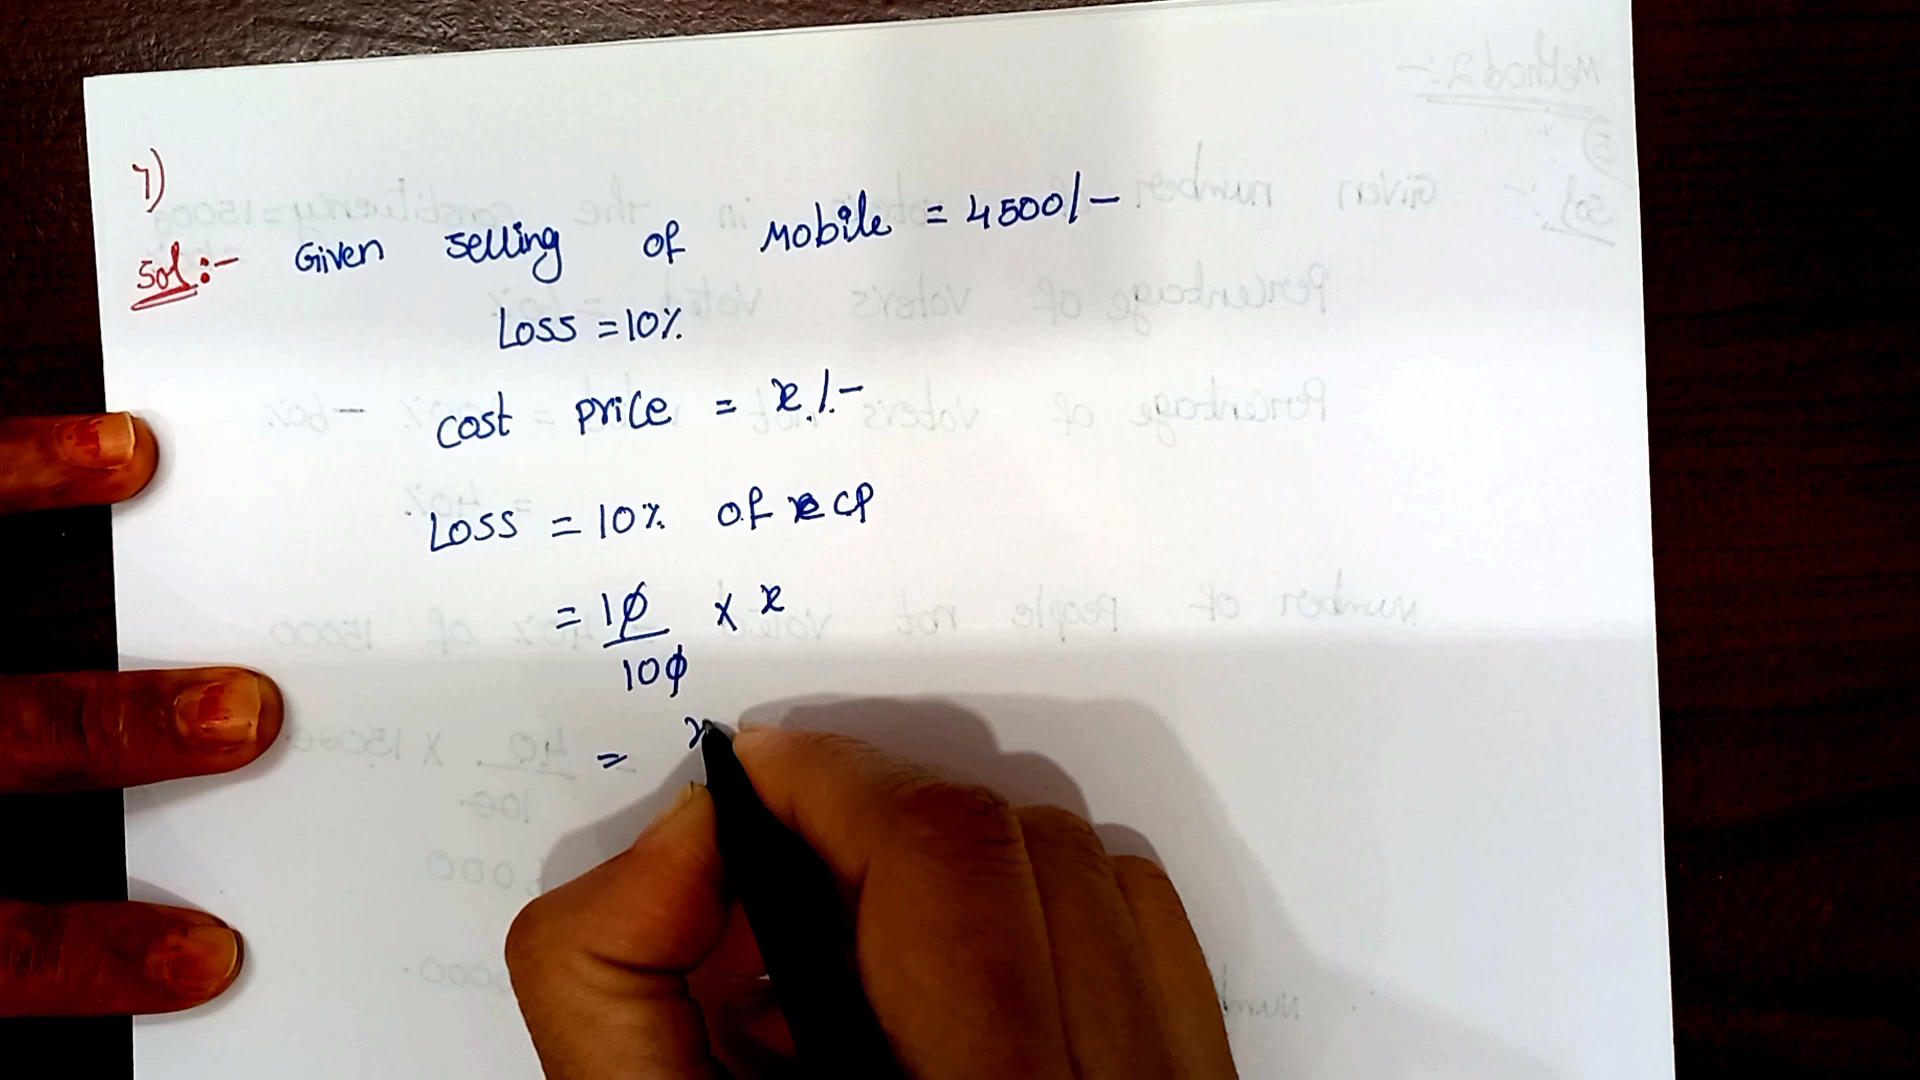 7)
Sol:- Given selling of Mobile = 4500/-
Loss = 10%
cost price = x/-
Loss = 10% of CP
= 10/100 × x
= x